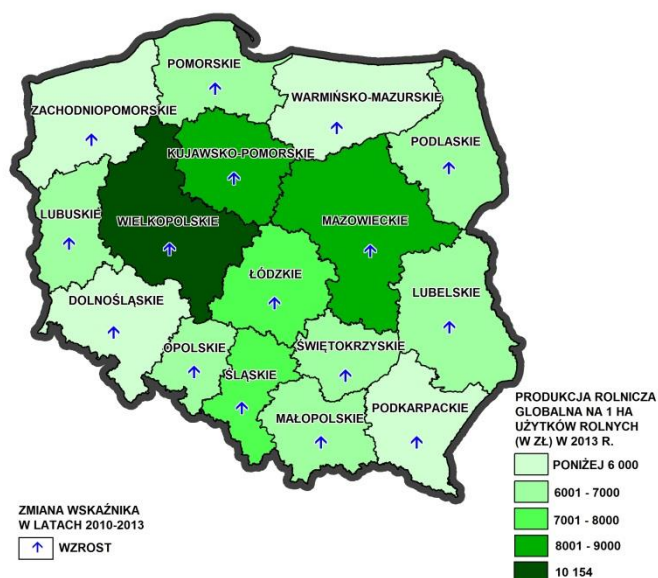 POMORSKIE
WARMIŃSKO-MAZURSKIE
ZACHODNIOPOMORSKIE
PODLASKIE
KUJAWSKO-POMORSKIE
LUBUSKIE
WIELKOPOLSKIE
MAZOWIECKIE
ŁÓDZKIE
DOLNOŚLĄSKIE
LUBELSKIE
OPOLSKIE
ŚWIĘTOKRZYSKIE
ŚLĄSKIE
MAŁOPOLSKIE
PODKARPACKIE
PRODUKCJA ROLNICZA
GLOBALNA NA 1 HA
UŻYTKÓW ROLNYCH
(W ZŁ) W 2013 R.
PONIŻEJ 6 000
6001 - 7000
7001 - 8000
8001 - 9000
10 154
ZMIANA WSKAŹNIKA
W LATACH 2010-2013
WZROST